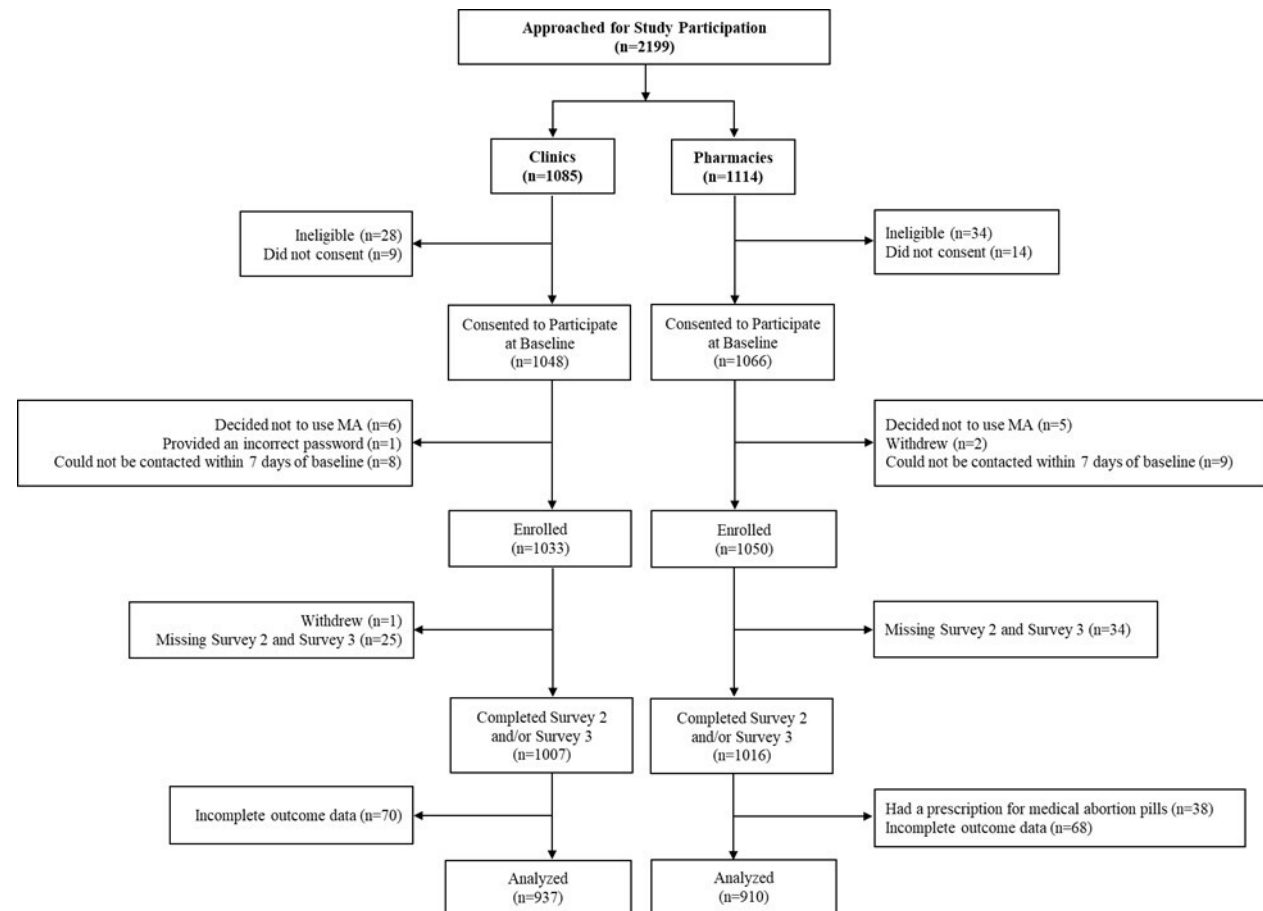 Approached for Study Participation
(n=2199)
Clinics
(n=1085)
Pharmacies
(n=1114)
Ineligible (n=28)
Did not consent (n=9)
Ineligible (n=34)
Did not consent (n=14)
Consented to Participate
at Baseline
(n=1048)
Consented to Participate
at Baseline
(n=1066)
Decided not to use MA (n=6)
Provided an incorrect password (n=1)
Could not be contacted within 7 days of baseline (n=8)
Decided not to use MA (n=5)
Withdrew (n=2)
Could not be contacted within 7 days of baseline (n=9)
Enrolled
(n=1033)
Enrolled
(n=1050)
Withdrew (n=1)
Missing Survey 2 and Survey 3 (n=25)
Missing Survey 2 and Survey 3 (n=34)
Completed Survey 2
and/or Survey 3
(n=1007)
Completed Survey 2
and/or Survey 3
(n=1016)
Incomplete outcome data (n=70)
Had a prescription for medical abortion pills (n=38)
Incomplete outcome data (n=68)
Analyzed
(n=937)
Analyzed
(n=910)